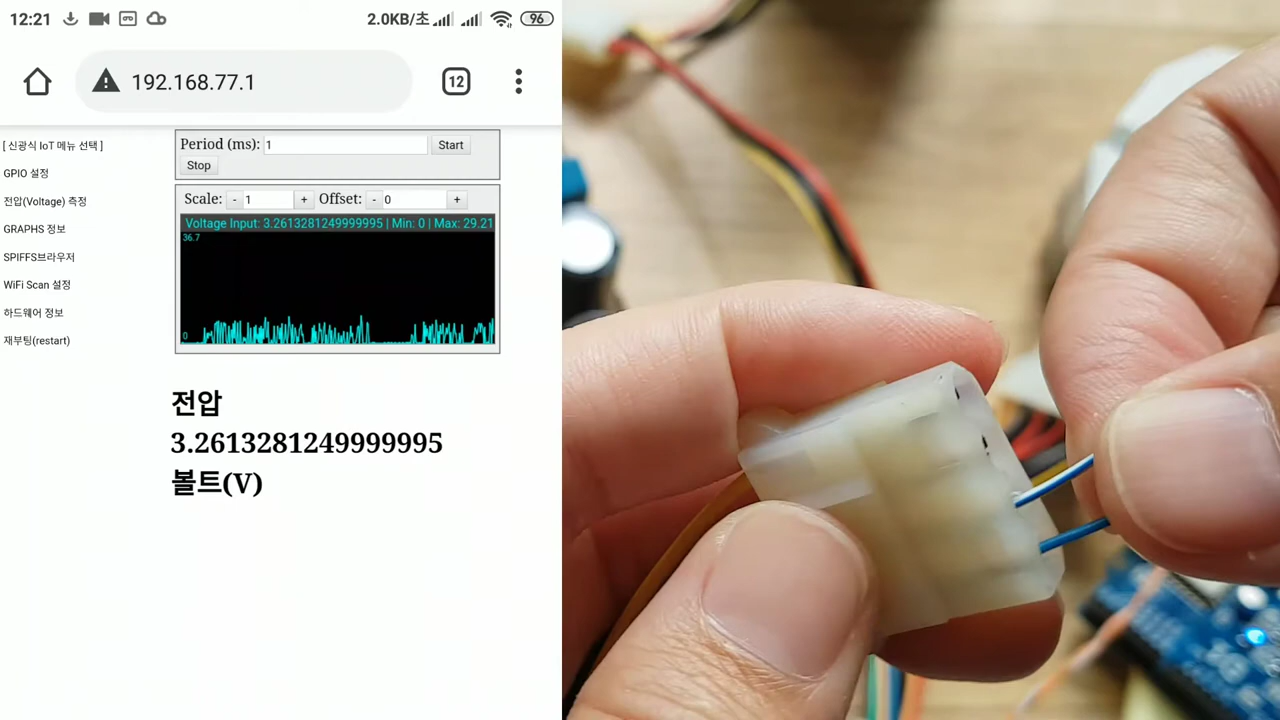 12:21
2.0KB/초
96
192.168.77.1
12
[ 신광식 IoT 메뉴 선택 ]
GPIO 설정
전압(Voltage) 측정
GRAPHS 정보
SPIFFS브라우저
WiFi Scan 설정
하드웨어 정보
재부팅(restart)
Period (ms): 1 Start
Stop
Scale: - 1 + Offset: - 0 +
Voltage Input: 3.2613281249999995 | Min: 0 | Max: 29.21
36.7
0
전압
3.2613281249999995
볼트(V)